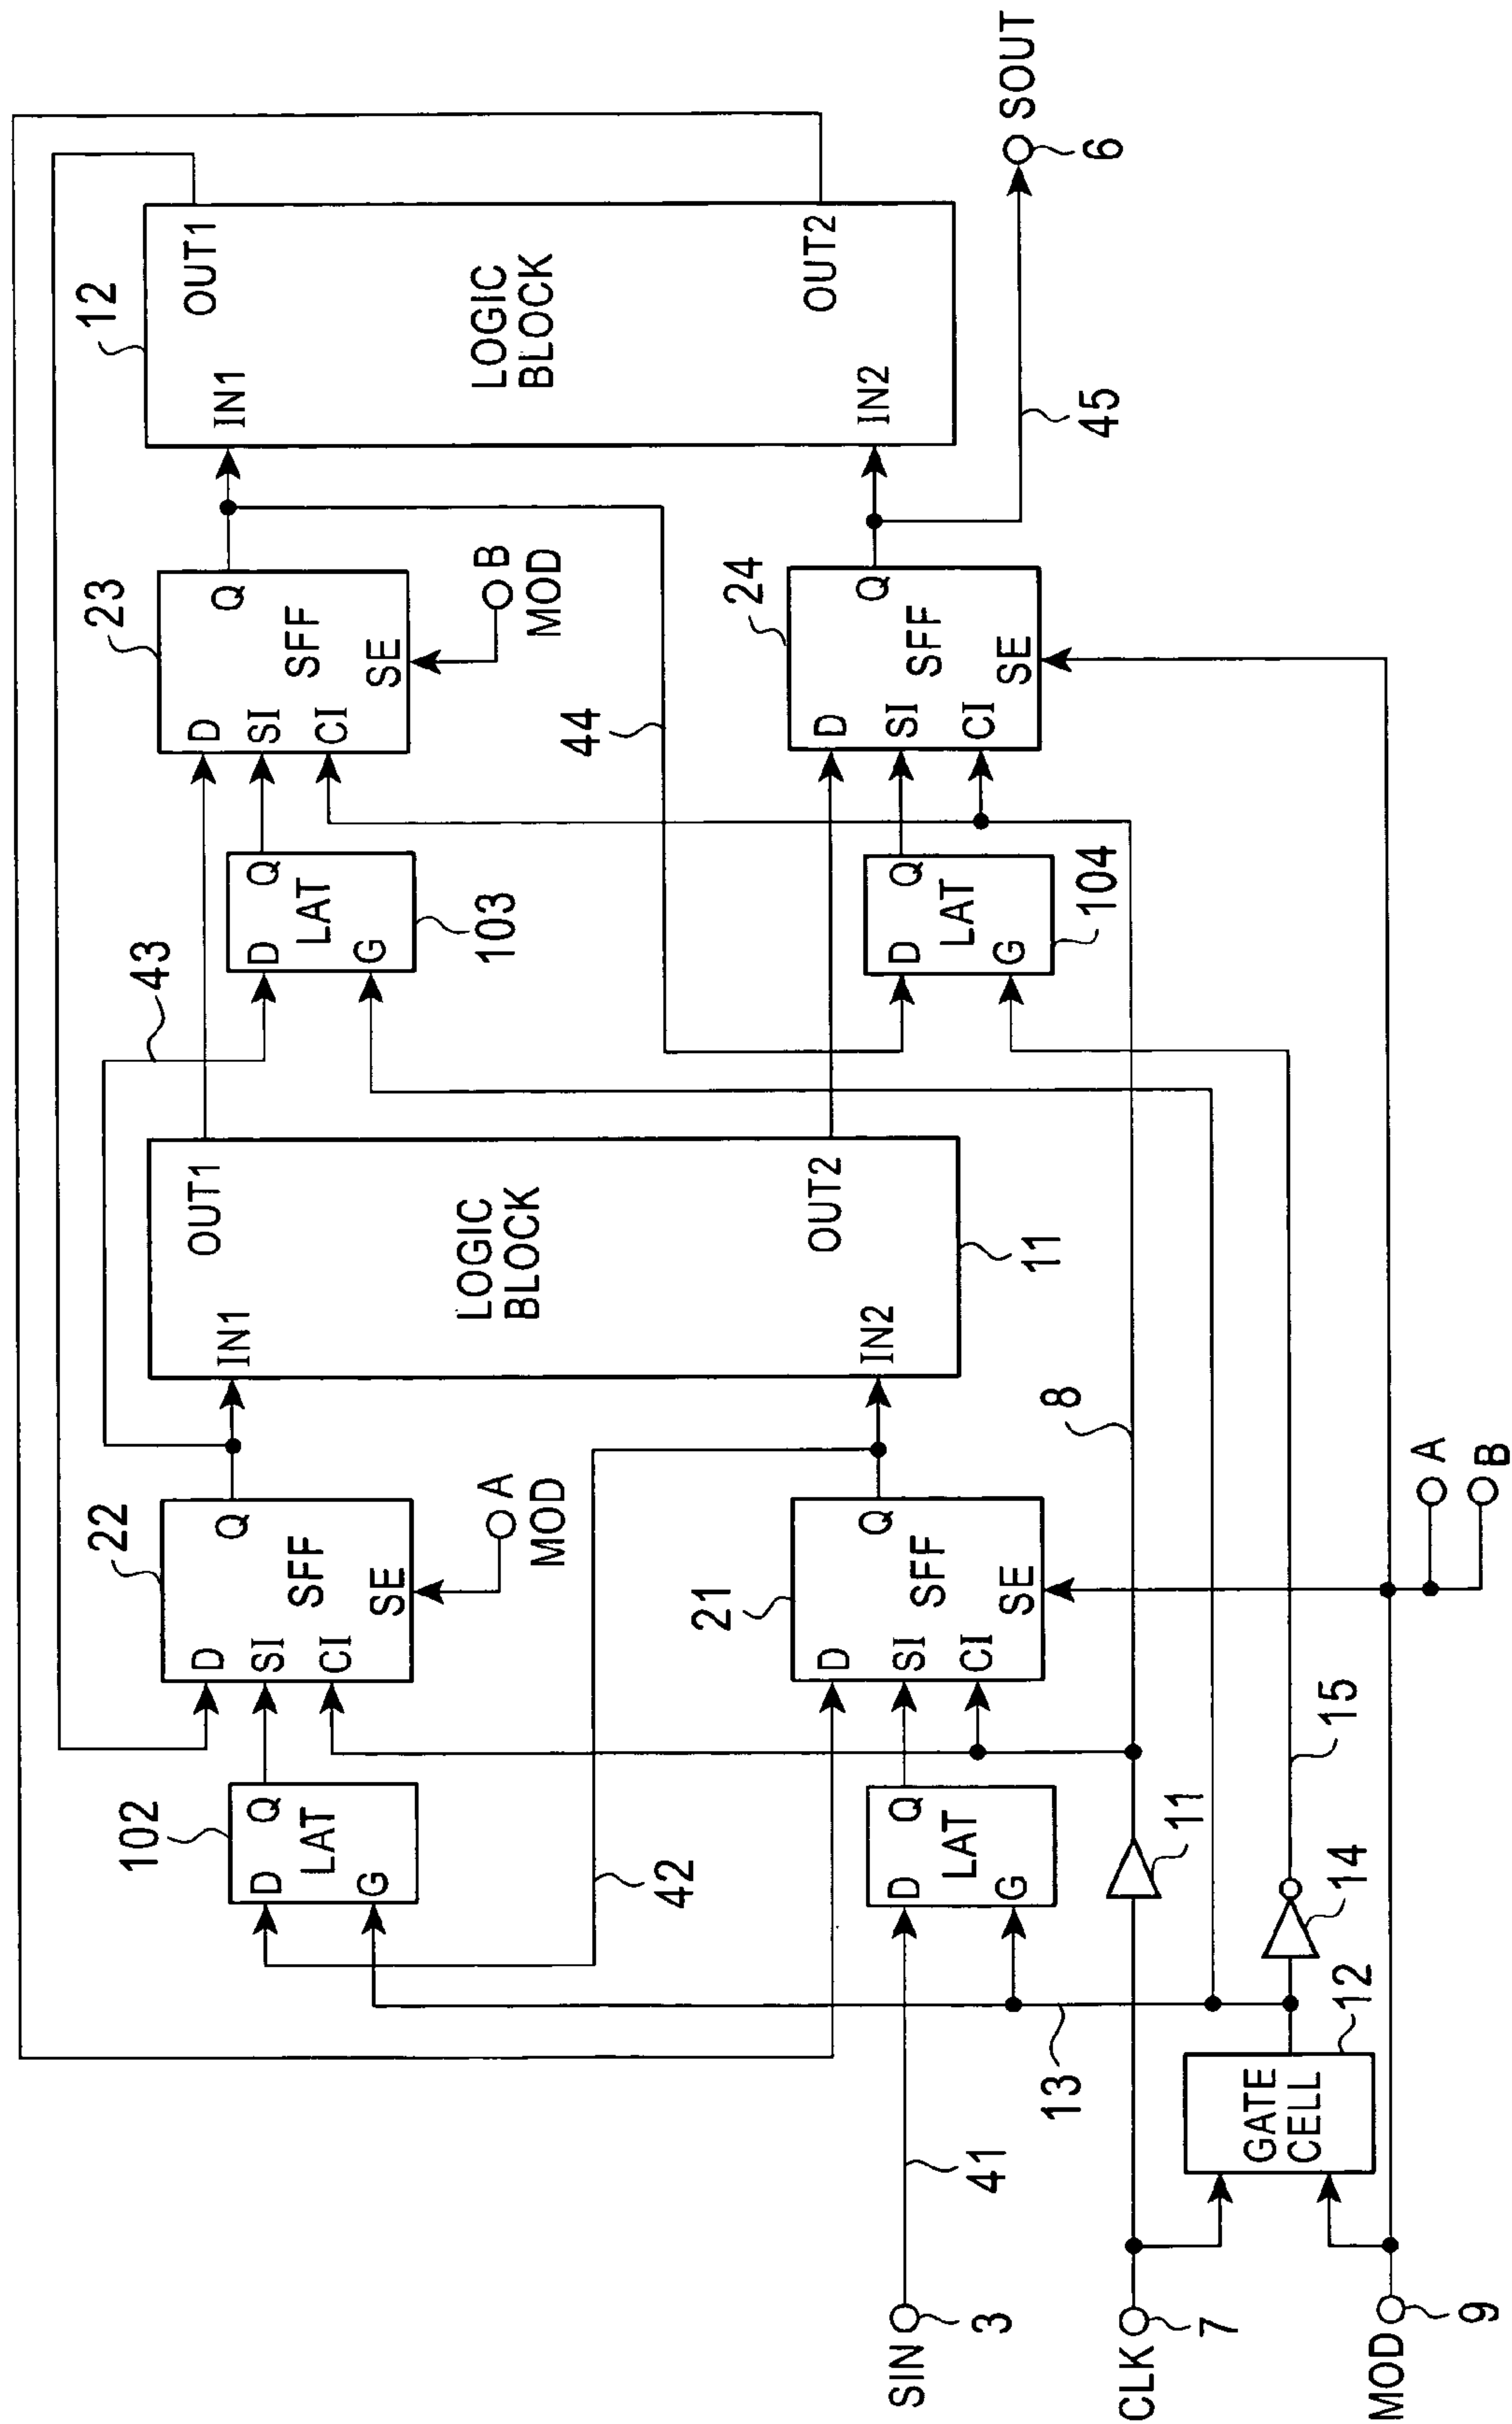 12
OUT1
IN1
LOGIC
BLOCK
OUT2
IN2
SOUT
6
45
23
D
Q
SI
SFF
CI
SE
B
MOD
24
D
Q
SI
SFF
CI
SE
44
43
D
Q
LAT
G
103
D
Q
LAT
G
104
OUT1
IN1
LOGIC
BLOCK
OUT2
IN2
11
22
D
Q
SI
SFF
CI
SE
A
MOD
21
D
Q
SI
SFF
CI
SE
8
A
B
102
D
Q
LAT
G
42
D
Q
LAT
G
11
15
14
12
GATE
CELL
13
41
SIN
3
CLK
7
MOD
9